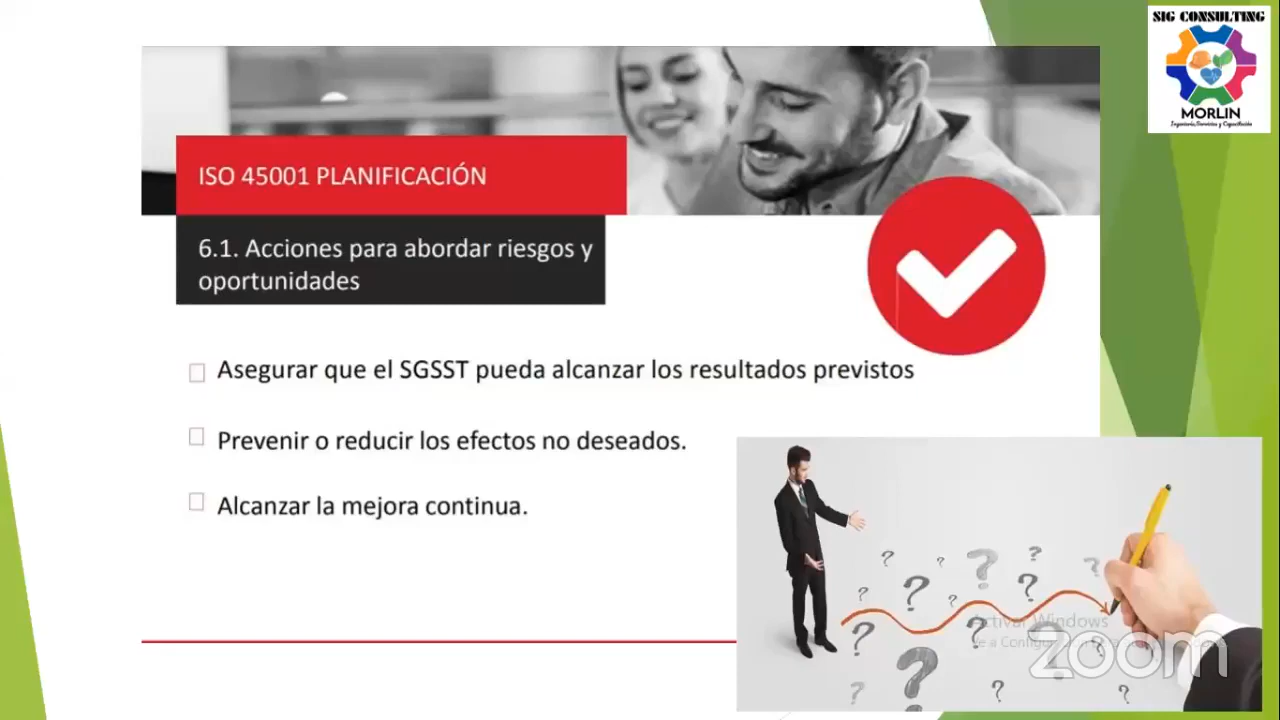 SIG CONSULTING
MORLIN
Ingeniería, Servicios y Capacitación
ISO 45001 PLANIFICACIÓN
6.1. Acciones para abordar riesgos y
oportunidades
Asegurar que el SGSST pueda alcanzar los resultados previstos
Prevenir o reducir los efectos no deseados.
Alcanzar la mejora continua.
Activar Windows
zoom